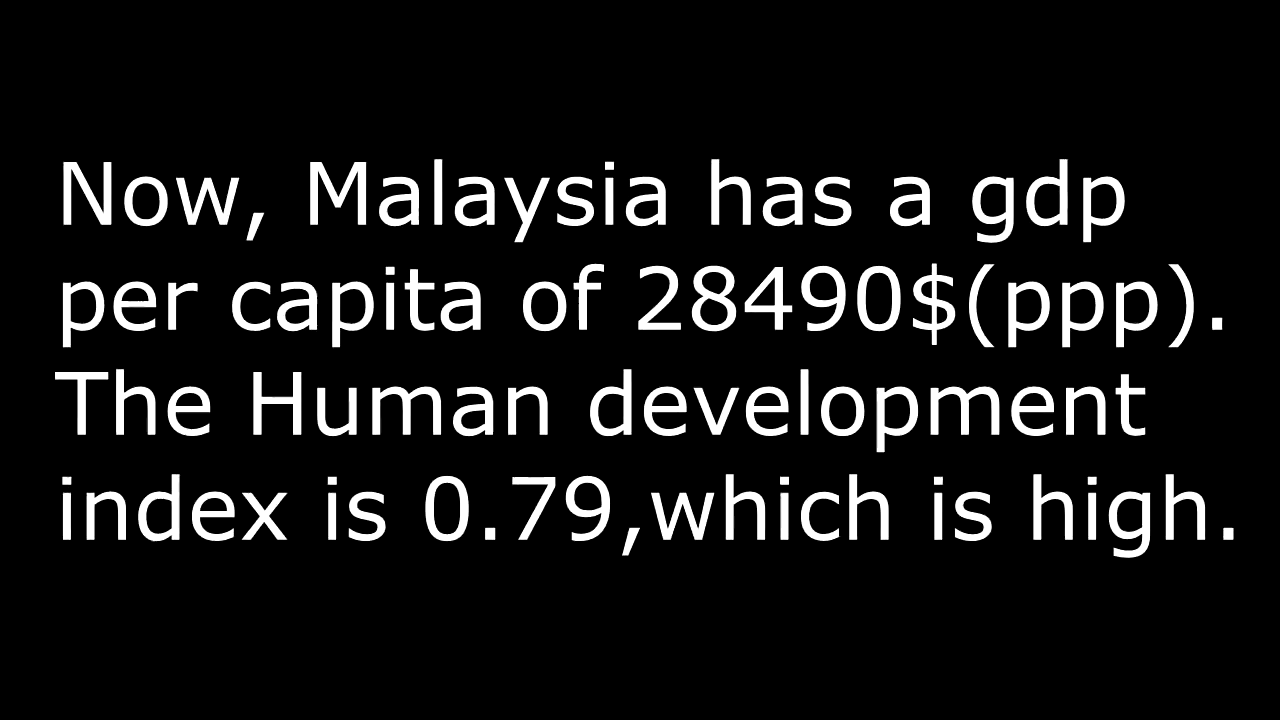 Now, Malaysia has a gdp
per capita of 28490$(ppp).
The Human development
index is 0.79,which is high.